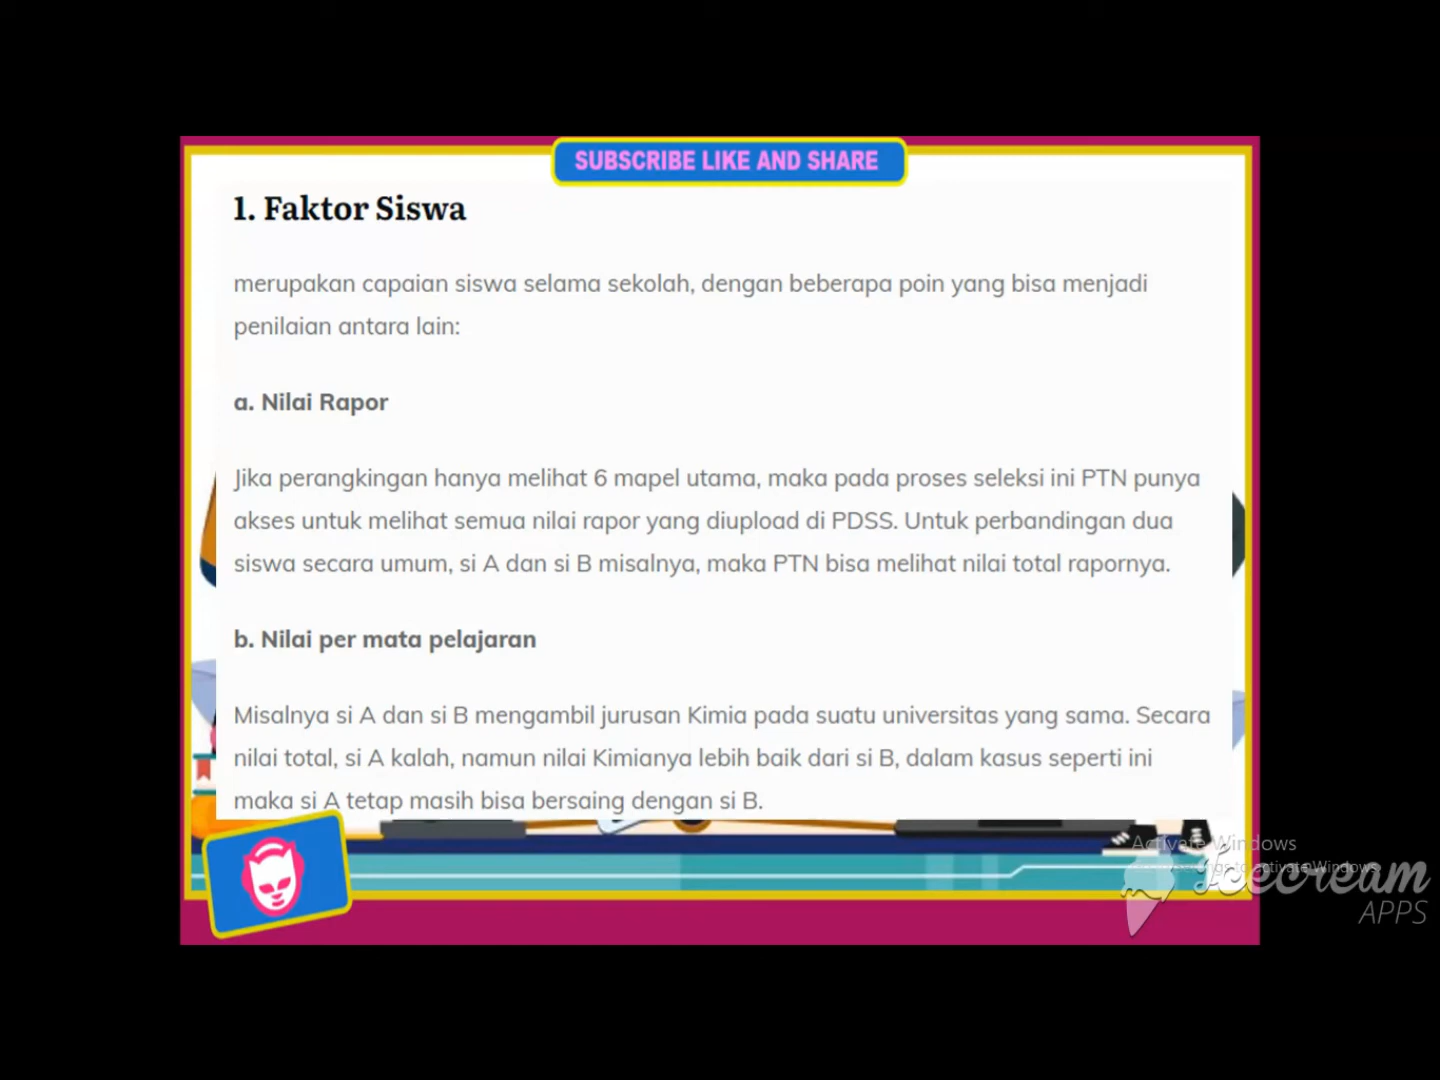 SUBSCRIBE LIKE AND SHARE
1. Faktor Siswa
merupakan capaian siswa selama sekolah, dengan beberapa poin yang bisa menjadi
penilaian antara lain:
a. Nilai Rapor
Jika perangkingan hanya melihat 6 mapel utama, maka pada proses seleksi ini PTN punya
akses untuk melihat semua nilai rapor yang diupload di PDSS. Untuk perbandingan dua
siswa secara umum, si A dan si B misalnya, maka PTN bisa melihat nilai total rapornya.
b. Nilai per mata pelajaran
Misalnya si A dan si B mengambil jurusan Kimia pada suatu universitas yang sama. Secara
nilai total, si A kalah, namun nilai Kimianya lebih baik dari si B, dalam kasus seperti ini
maka si A tetap masih bisa bersaing dengan si B.
Activate Windows
to activate Windows.
Icecream
APPS